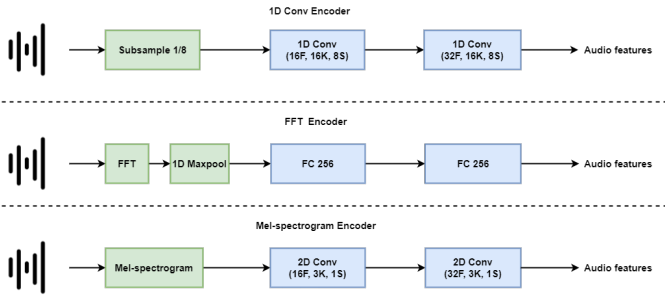 1D Conv Encoder
Subsample 1/8
1D Conv
(16F, 16K, 8S)
1D Conv
(32F, 16K, 8S)
Audio features
FFT Encoder
FFT
1D Maxpool
FC 256
FC 256
Audio features
Mel-spectrogram Encoder
Mel-spectrogram
2D Conv
(16F, 3K, 1S)
2D Conv
(32F, 3K, 1S)
Audio features